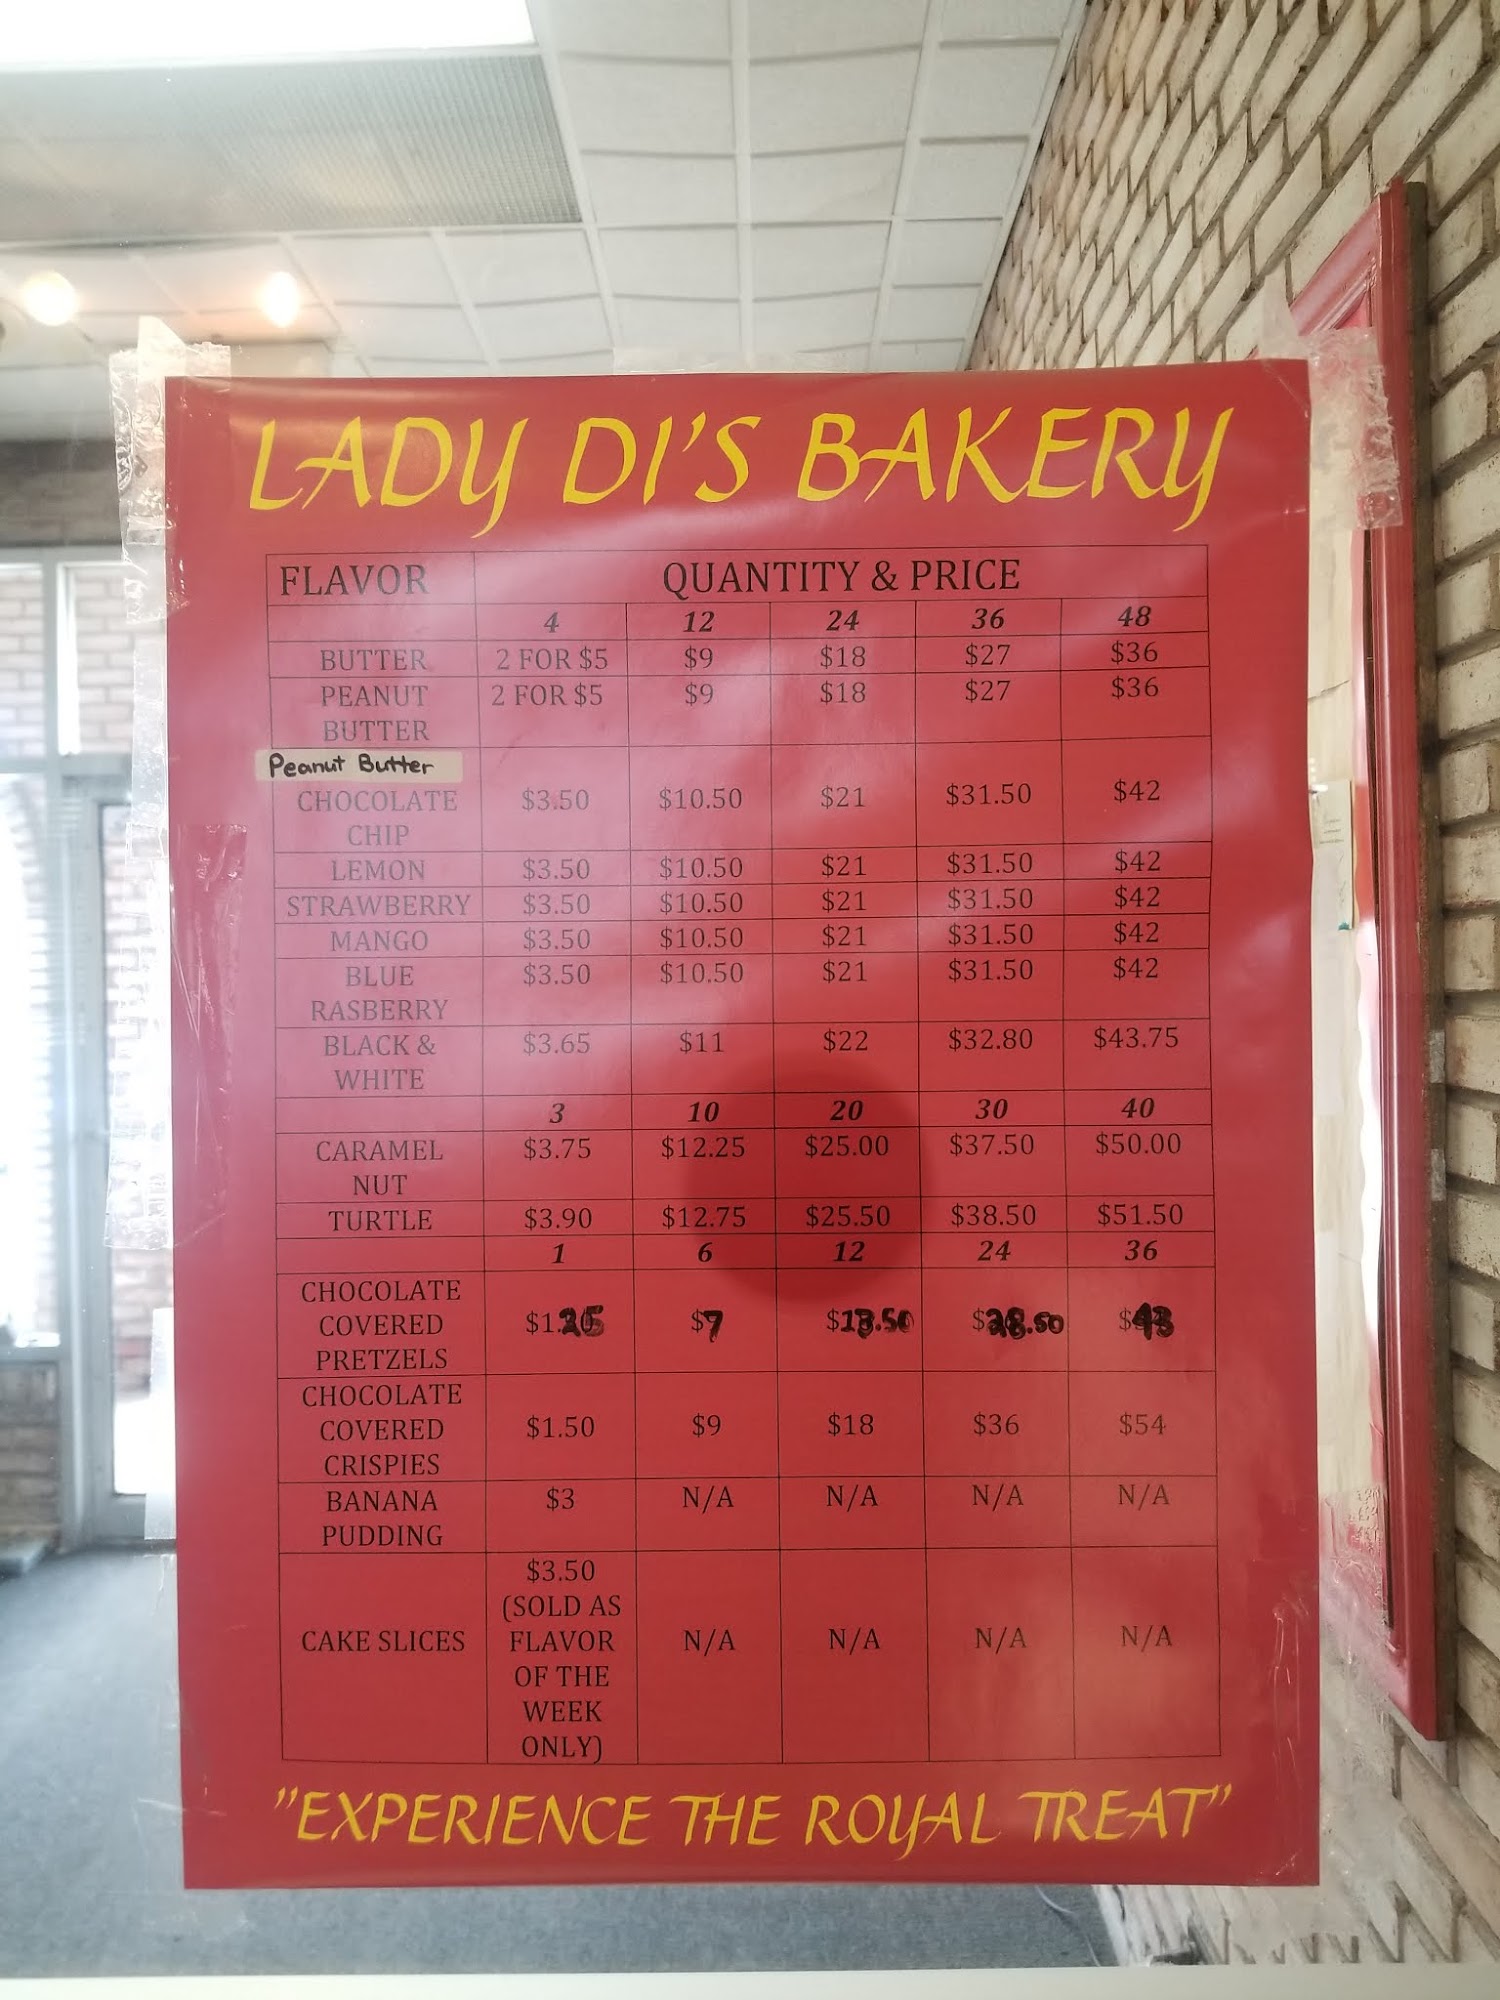 LADY DI'S BAKERY
FLAVOR QUANTITY & PRICE
4 12 24 36 48
BUTTER 2 FOR $5 $9 $18 $27 $36
PEANUT 2 FOR $5 $9 $18 $27 $36
BUTTER
Peanut Butter
CHOCOLATE $3.50 $10.50 $21 $31.50 $42
CHIP
LEMON $3.50 $10.50 $21 $31.50 $42
STRAWBERRY $3.50 $10.50 $21 $31.50 $42
MANGO $3.50 $10.50 $21 $31.50 $42
BLUE $3.50 $10.50 $21 $31.50 $42
RASBERRY
BLACK & $3.65 $11 $22 $32.80 $43.75
WHITE
3 10 20 30 40
CARAMEL $3.75 $12.25 $25.00 $37.50 $50.00
NUT
TURTLE $3.90 $12.75 $25.50 $38.50 $51.50
1 6 12 24 36
CHOCOLATE
COVERED $1.25 $7 $13.50 $28.50 $43
PRETZELS
CHOCOLATE
COVERED $1.50 $9 $18 $36 $54
CRISPIES
BANANA $3 N/A N/A N/A N/A
PUDDING
$3.50
(SOLD AS
CAKE SLICES FLAVOR N/A N/A N/A N/A
OF THE
WEEK
ONLY)
"EXPERIENCE THE ROYAL TREAT"